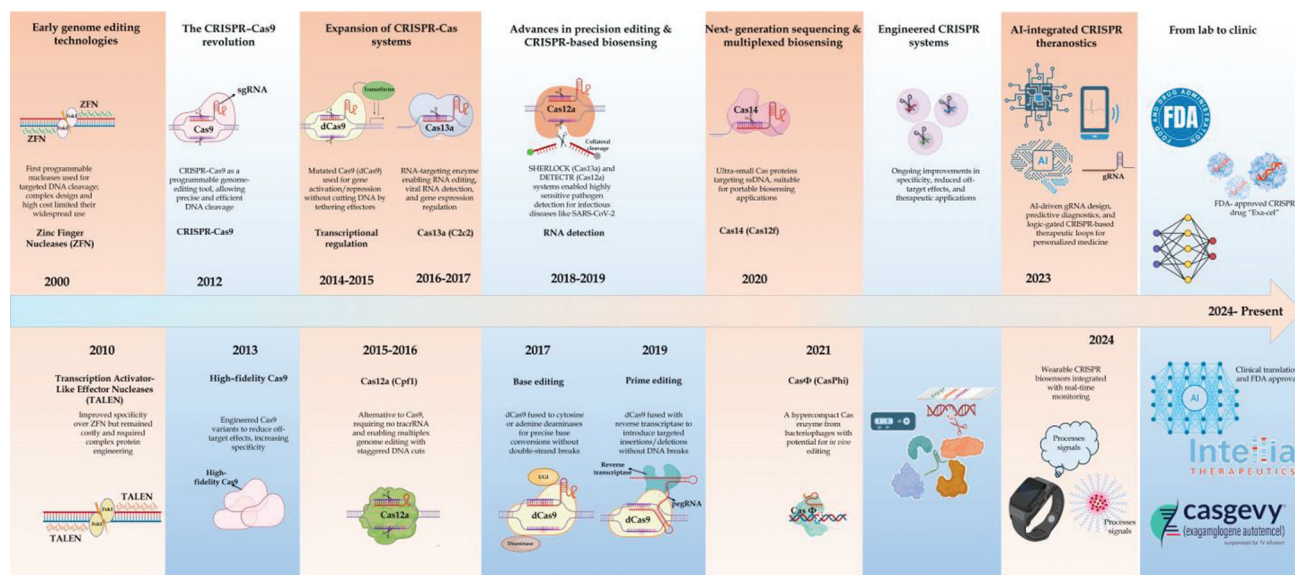 Early genome editing
technologies
ZFN
FokI
FokI
ZFN
First programmable
nucleases used for
targeted DNA cleavage;
complex design and
high cost limited their
widespread use
Zinc Finger
Nucleases (ZFN)
2000
The CRISPR–Cas9
revolution
sgRNA
Cas9
CRISPR–Cas9 as a
programmable genome-
editing tool, allowing
precise and efficient
DNA cleavage
CRISPR-Cas9
2012
Expansion of CRISPR-Cas
systems
dCas9
Mutated Cas9 (dCas9)
used for gene
activation/repression
without cutting DNA by
tethering effectors
Transcriptional
regulation
2014-2015
Cas13a
RNA-targeting enzyme
enabling RNA editing,
viral RNA detection,
and gene expression
regulation
Cas13a (C2c2)
2016-2017
Advances in precision editing &
CRISPR-based biosensing
Cas12a
Collateral
cleavage
SHERLOCK (Cas13a) and
DETECTR (Cas12a)
systems enabled highly
sensitive pathogen
detection for infectious
diseases like SARS-CoV-2
RNA detection
2018-2019
Next- generation sequencing &
multiplexed biosensing
Cas14
Ultra-small Cas proteins
targeting ssDNA, suitable
for portable biosensing
applications
Cas14 (Cas12f)
2020
Engineered CRISPR
systems
Ongoing improvements in
specificity, reduced off-
target effects, and
therapeutic applications
AI-integrated CRISPR
theranostics
AI
gRNA
AI-driven gRNA design,
predictive diagnostics, and
logic-gated CRISPR-based
therapeutic loops for
personalized medicine
2023
From lab to clinic
FOOD AND DRUG ADMINISTRATION
FDA
FDA- approved CRISPR
drug "Exa-cel"
2024- Present
2010
Transcription Activator-
Like Effector Nucleases
(TALEN)
Improved specificity
over ZFN but remained
costly and required
complex protein
engineering
TALEN
FokI
FokI
TALEN
2013
High–fidelity Cas9
Engineered Cas9
variants to reduce off-
target effects, increasing
specificity
High-
fidelity Cas9
2015-2016
Cas12a (Cpf1)
Alternative to Cas9,
requiring no tracrRNA
and enabling multiplex
genome editing with
staggered DNA cuts
Cas12a
2017
Base editing
dCas9 fused to cytosine
or adenine deaminases
for precise base
conversions without
double-strand breaks
UGI
dCas9
Deaminase
2019
Prime editing
dCas9 fused with
reverse transcriptase to
introduce targeted
insertions/deletions
without DNA breaks
Reverse
transcriptase
pegRNA
dCas9
2021
CasΦ (CasPhi)
A hypercompact Cas
enzyme from
bacteriophages with
potential for in vivo
editing
Cas Φ
2024
Wearable CRISPR
biosensors integrated
with real-time
monitoring
Processes
signals
Processes
signals
Clinical translation
and FDA approva
AI
Intellia
THERAPEUTICS
casgevy
(exagamglogene autotemcel)
suspension for IV infusion